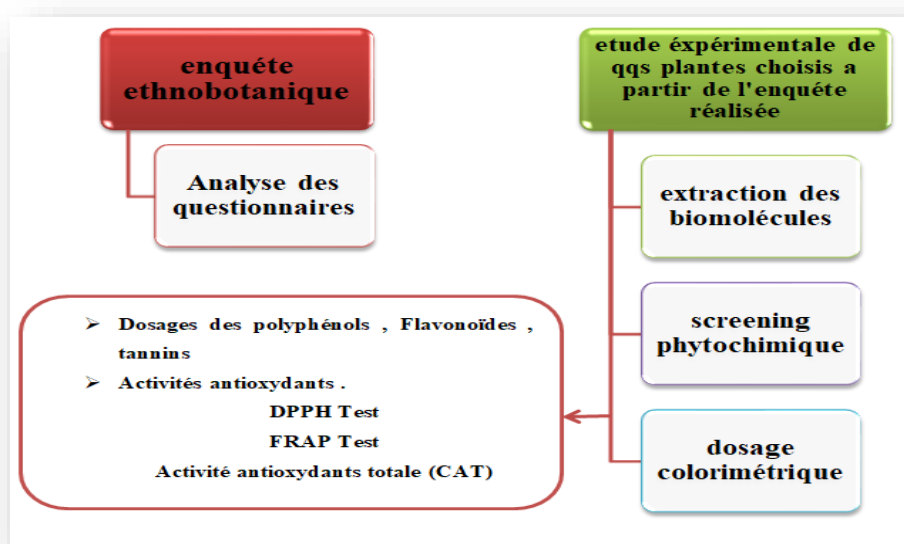 enquéte
ethnobotanique
Analyse des
questionnaires
etude éxpérimentale de
qqs plantes choisis a
partir de l'enquéte
réalisée
extraction des
biomolécules
screening
phytochimique
dosage
colorimétrique
➢ Dosages des polyphénols , Flavonoïdes ,
tannins
➢ Activités antioxydants .
DPPH Test
FRAP Test
Activité antioxydants totale (CAT)